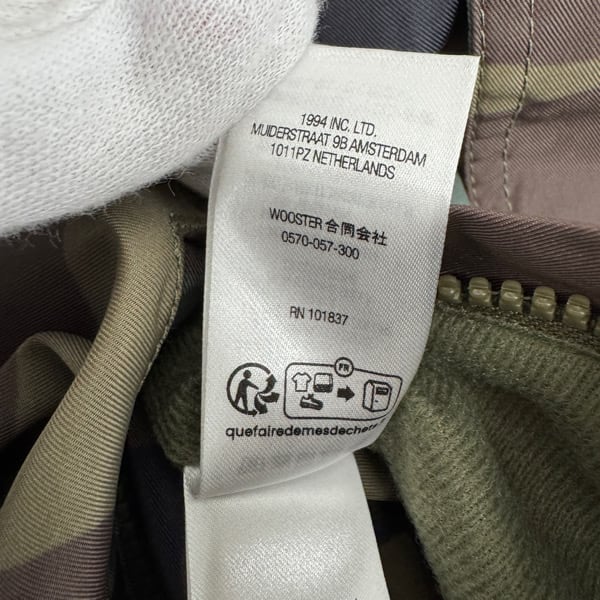 1994 INC. LTD.
MUIDERSTRAAT 9B AMSTERDAM
1011PZ NETHERLANDS
WOOSTER 合同会社
0570-057-300
RN 101837
FR
quefairedemesdechets